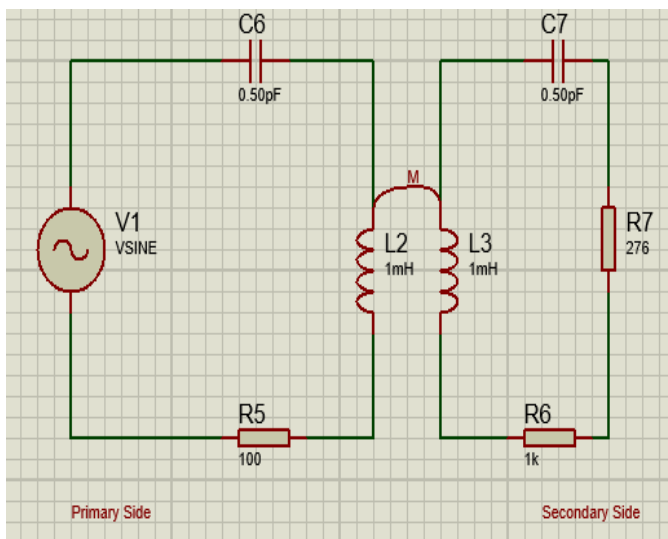 C6
0.50pF
C7
0.50pF
M
V1
VSINE
L2
1mH
L3
1mH
R7
276
R5
100
R6
1k
Primary Side
Secondary Side